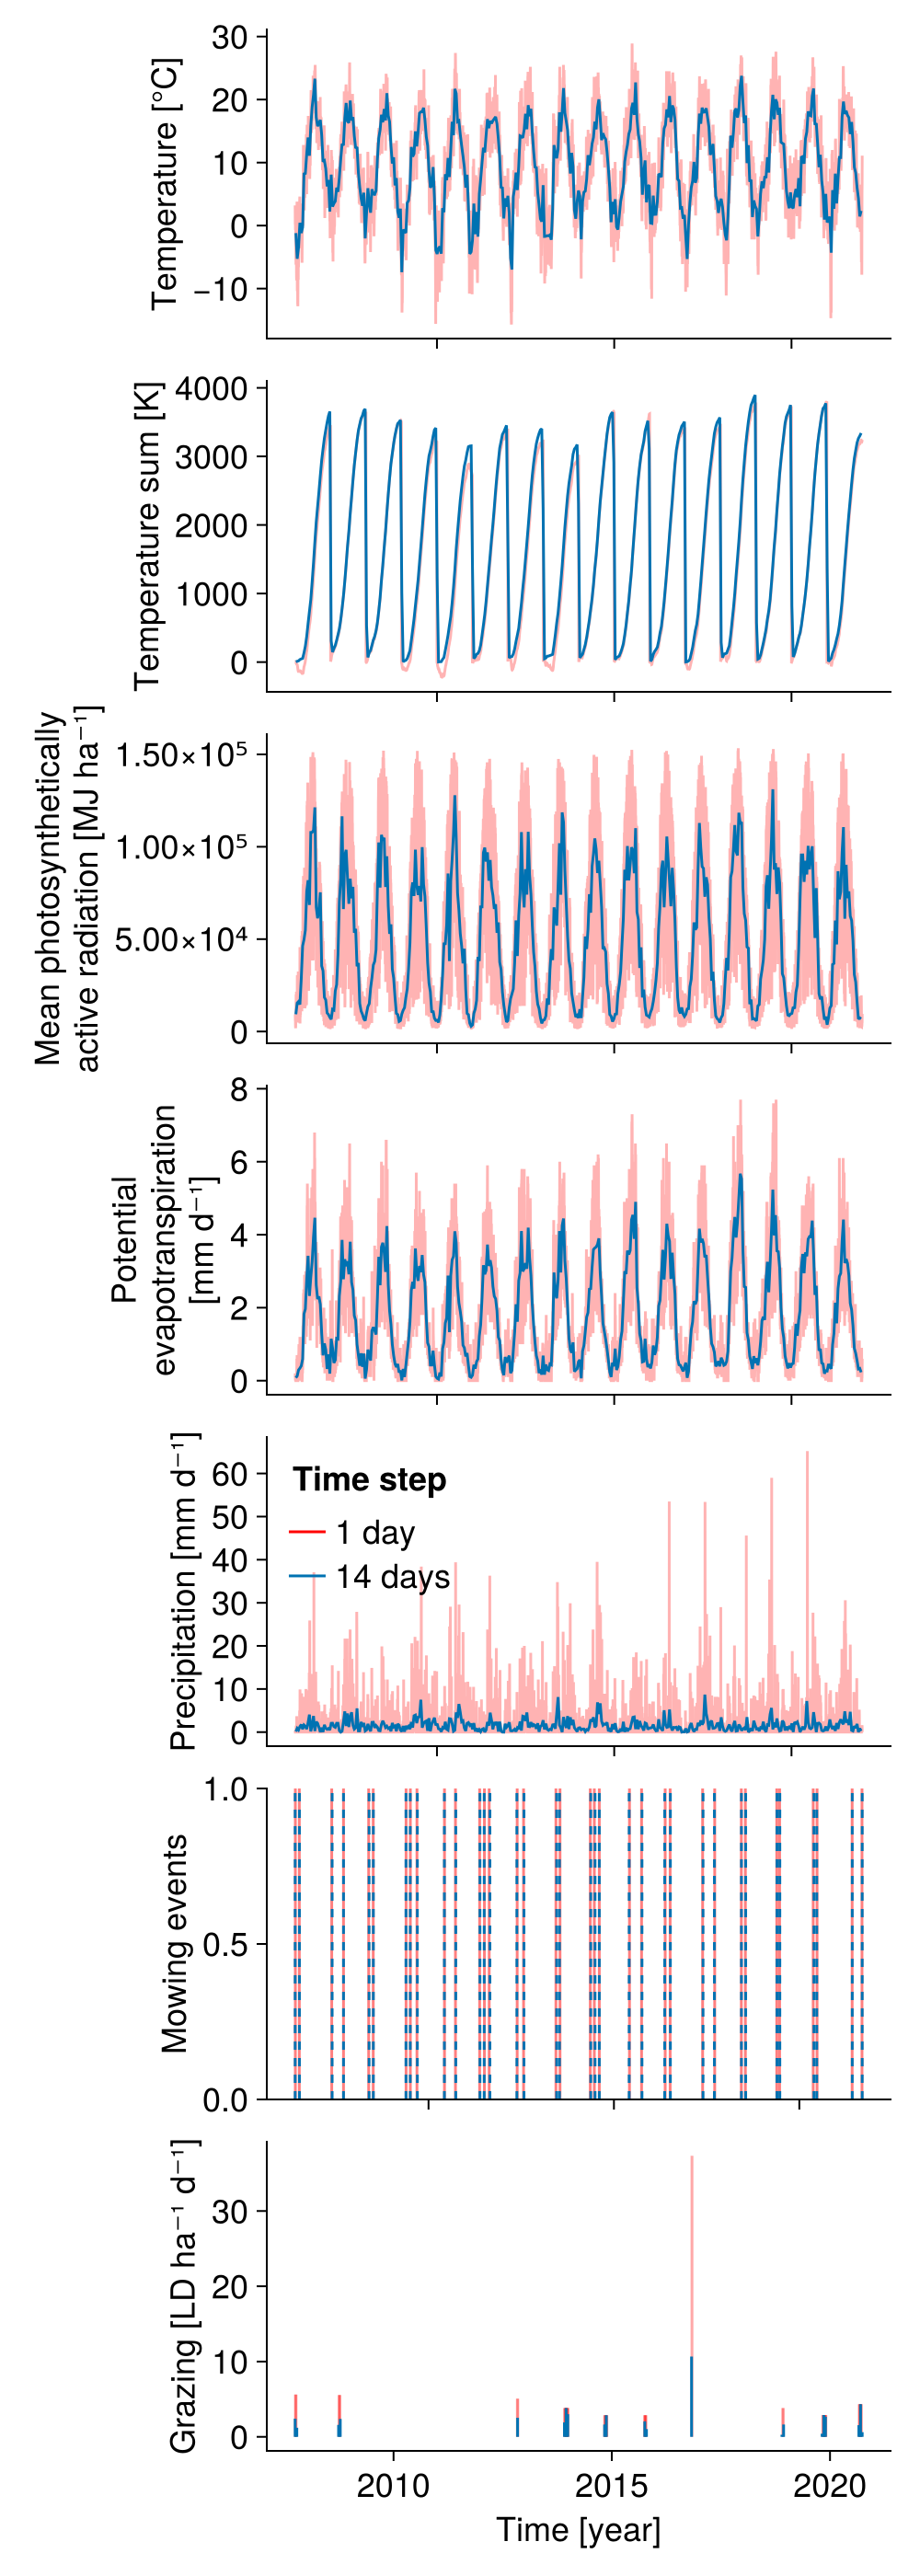 Temperature [°C]
30
20
10
0
−10
Temperature sum [K]
4000
3000
2000
1000
0
Mean photosynthetically
active radiation [MJ ha⁻¹]
1.50×10⁵
1.00×10⁵
5.00×10⁴
0
Potential
evapotranspiration
[mm d⁻¹]
8
6
4
2
0
Precipitation [mm d⁻¹]
60
50
40
30
20
10
0
Time step
1 day
14 days
Mowing events
1.0
0.5
0.0
Grazing [LD ha⁻¹ d⁻¹]
30
20
10
0
2010 2015 2020
Time [year]